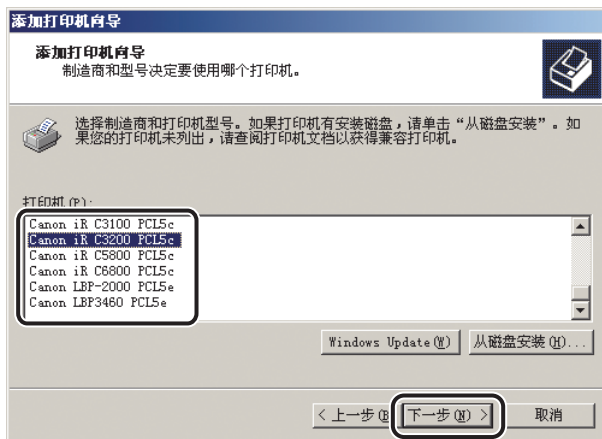 添加打印机向导
添加打印机向导
制造商和型号决定要使用哪个打印机。
选择制造商和打印机型号。如果打印机有安装磁盘，请单击“从磁盘安装”。如
果您的打印机未列出，请查阅打印机文档以获得兼容打印机。
打印机(P):
Canon iR C3100 PCL5c
Canon iR C3200 PCL5c
Canon iR C5800 PCL5c
Canon iR C6800 PCL5c
Canon LBP-2000 PCL5e
Canon LBP3460 PCL5e
Windows Update(W) 从磁盘安装(H)...
< 上一步(B 下一步(N) > 取消